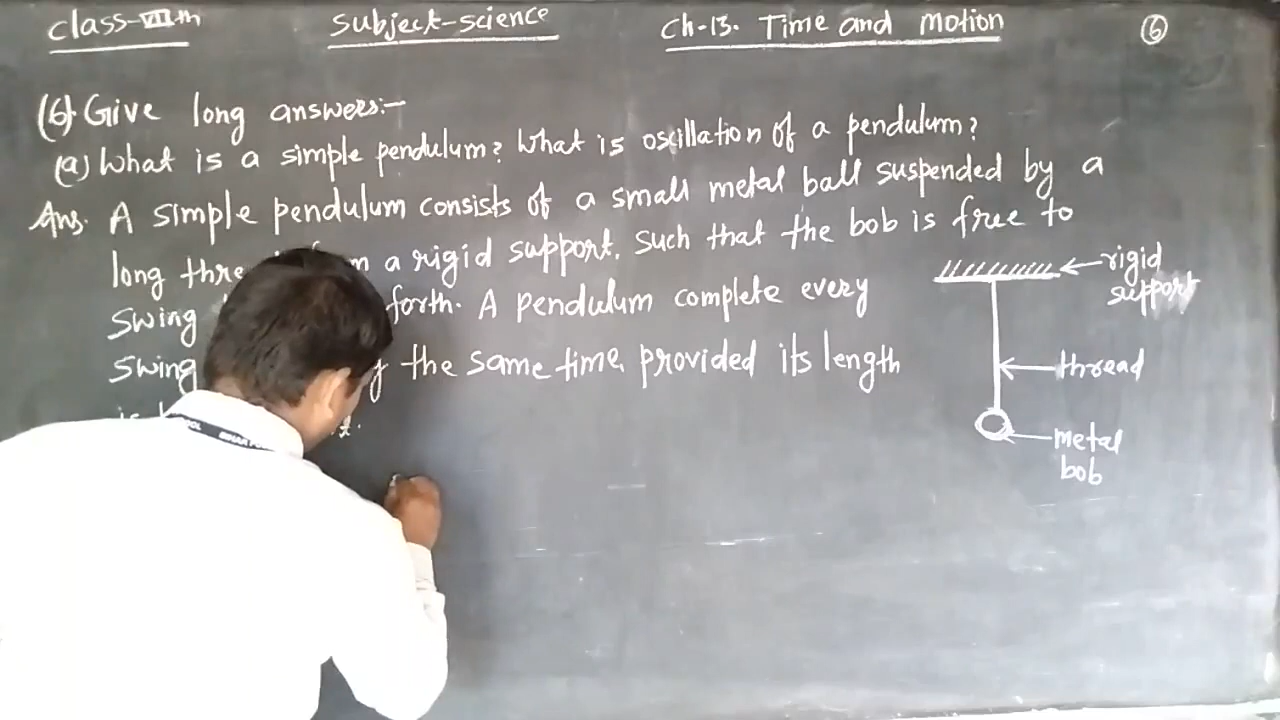 class-VIIth
subject-science
Ch-13. Time and motion
6
(6) Give long answers:-
(a) What is a simple pendulum? What is oscillation of a pendulum?
Ans. A simple pendulum consists of a small metal ball suspended by a
long a rigid support. such that the bob is free to
swing forth. A pendulum complete every
swing the same time, provided its length
is
rigid
support
thread
metal
bob